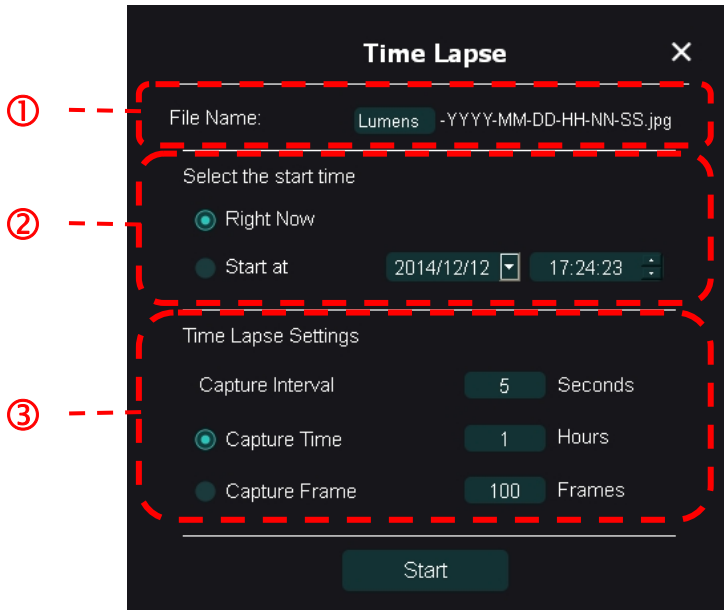 Time Lapse ×
① File Name: Lumens -YYYY-MM-DD-HH-NN-SS.jpg
Select the start time
② Right Now
Start at 2014/12/12 17:24:23
Time Lapse Settings
Capture Interval 5 Seconds
③ Capture Time 1 Hours
Capture Frame 100 Frames
Start